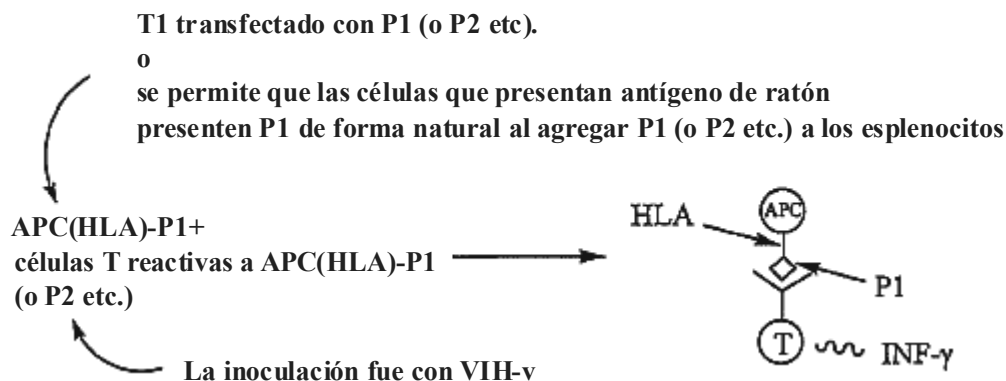 T1 transfectado con P1 (o P2 etc).
o
se permite que las células que presentan antígeno de ratón
presenten P1 de forma natural al agregar P1 (o P2 etc.) a los esplenocitos
APC(HLA)-P1+
células T reactivas a APC(HLA)-P1
(o P2 etc.)
HLA
APC
P1
T
INF-γ
La inoculación fue con VIH-v